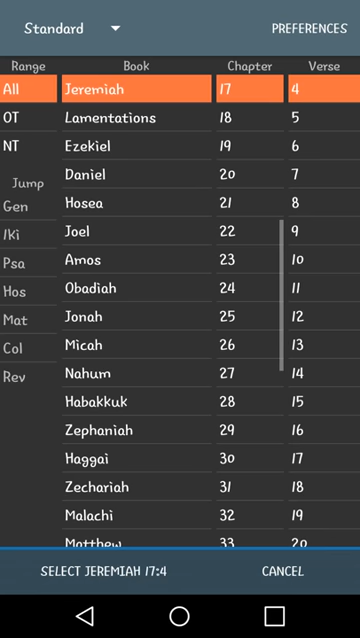 Standard PREFERENCES
Range Book Chapter Verse
All Jeremiah 17 4
OT Lamentations 18 5
NT Ezekiel 19 6
Daniel 20 7
Jump
Gen Hosea 21 8
1Ki Joel 22 9
Psa Amos 23 10
Hos Obadiah 24 11
Mat Jonah 25 12
Col Micah 26 13
Rev Nahum 27 14
Habakkuk 28 15
Zephaniah 29 16
Haggai 30 17
Zechariah 31 18
Malachi 32 19
Matthew 33 20
SELECT JEREMIAH 17:4 CANCEL